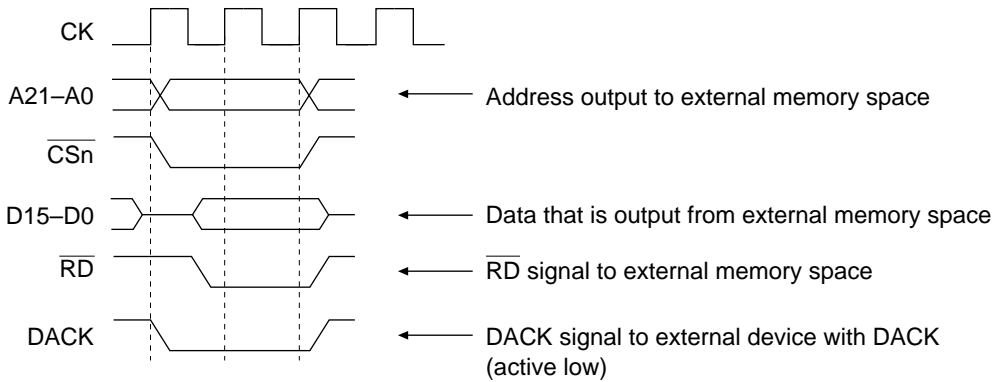 CK
A21–A0
Address output to external memory space
CSn
D15–D0
Data that is output from external memory space
RD
RD signal to external memory space
DACK
DACK signal to external device with DACK
(active low)